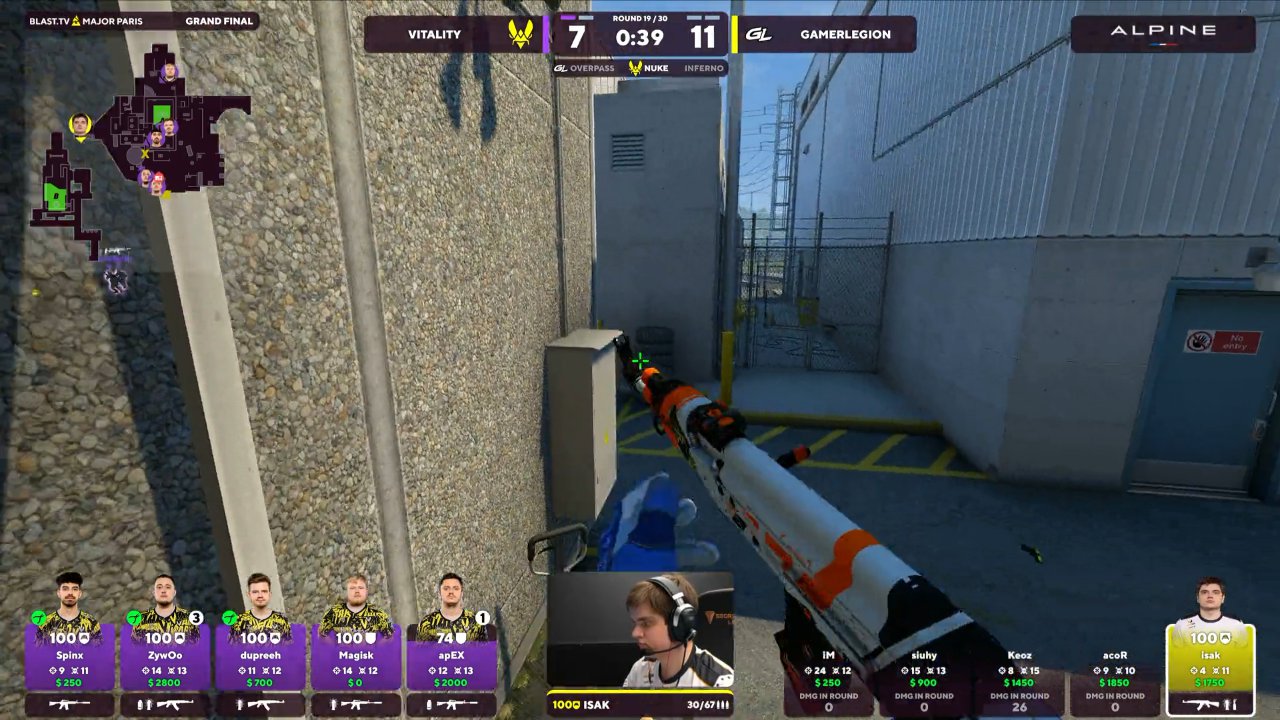 BLAST.TV MAJOR PARIS
GRAND FINAL
VITALITY
7
ROUND 19 / 30
0:39
11
GL
GAMERLEGION
ALPINE
GL OVERPASS
NUKE
INFERNO
No entry
100
Spinx
9 11
$250
100
3
ZywOo
14 13
$2800
100
dupreeh
11 12
$700
100
Magisk
14 12
$0
74
1
apEX
12 13
$2000
100 ISAK
30/67
iM
24 12
$250
DMG IN ROUND
0
siuhy
15 13
$900
DMG IN ROUND
0
Keoz
8 15
$1450
DMG IN ROUND
26
acoR
9 10
$1850
DMG IN ROUND
0
100
isak
4 11
$1750